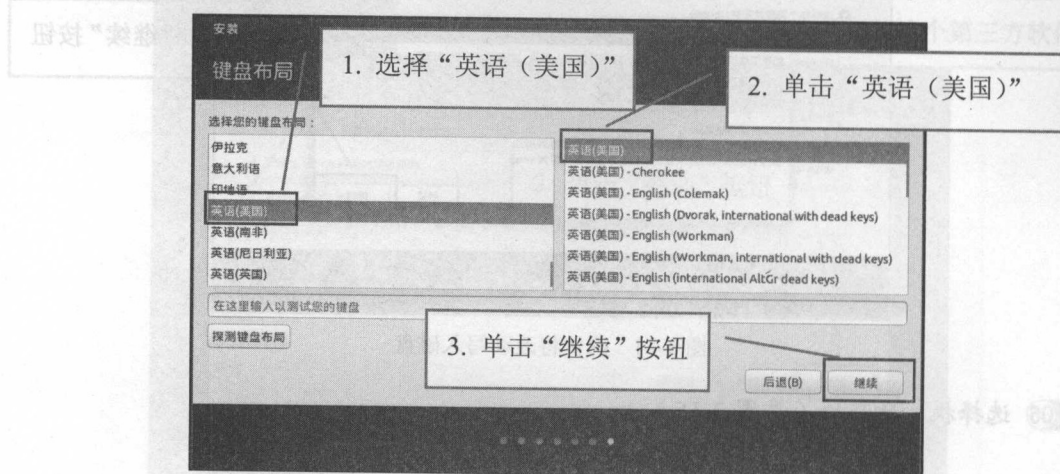 安装
键盘布局
1. 选择“英语（美国）”
2. 单击“英语（美国）”
选择您的键盘布局：
伊拉克
意大利语
印地语
英语(美国)
英语(南非)
英语(尼日利亚)
英语(英国)
英语(美国)
英语(美国) - Cherokee
英语(美国) - English (Colemak)
英语(美国) - English (Dvorak, international with dead keys)
英语(美国) - English (Workman)
英语(美国) - English (Workman, international with dead keys)
英语(美国) - English (international AltGr dead keys)
在这里输入以测试您的键盘
探测键盘布局
3. 单击“继续”按钮
后退(B)
继续